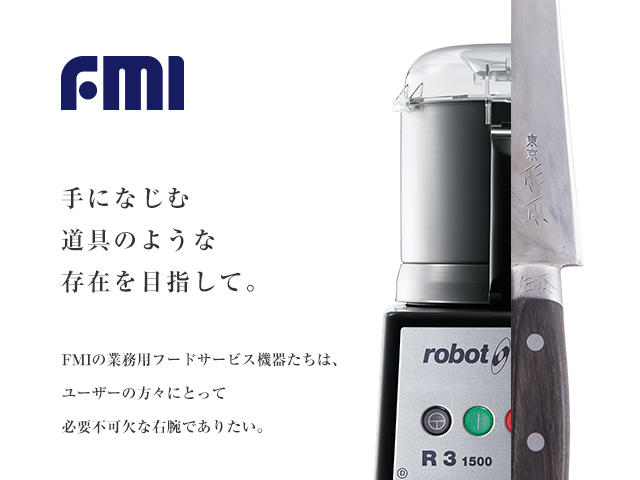 FMI
手になじむ
道具のような
存在を目指して。
FMIの業務用フードサービス機器たちは、
ユーザーの方々にとって
必要不可欠な右腕でありたい。
東京
robot
R 3 1500
D